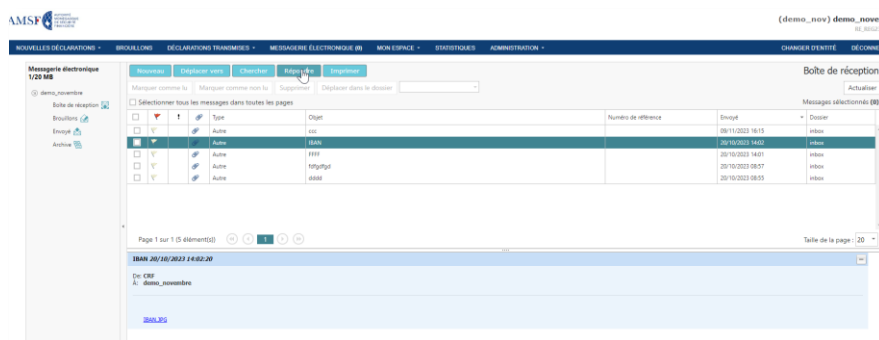 AMSF
(demo_nov) demo_nove
NOUVELLES DÉCLARATIONS BROUILLONS DÉCLARATIONS TRANSMISES MESSAGERIE ÉLECTRONIQUE (0) MON ESPACE STATISTIQUES ADMINISTRATION CHANGER D'ENTITÉ DÉCONNE
Messagerie électronique
1/20 MB
demo_novembre
Boîte de réception
Brouillons
Envoyé
Archive
Nouveau Déplacer vers Chercher Répondre Imprimer Boîte de réception
Marquer comme lu Marquer comme non lu Supprimer Déplacer dans le dossier Actualiser
Sélectionner tous les messages dans toutes les pages Messages sélectionnés (0)
! Type Objet Numéro de référence Envoyé Dossier
Autre ccc 09/11/2023 16:15 inbox
Autre IBAN 20/10/2023 14:02 inbox
Autre FFFF 20/10/2023 14:01 inbox
Autre fdfgdfgd 20/10/2023 08:57 inbox
Autre dddd 20/10/2023 08:55 inbox
Page 1 sur 1 (5 élément(s)) 1 Taille de la page : 20
IBAN 20/10/2023 14:02:20
De: CRF
À: demo_novembre
IBAN.JPG